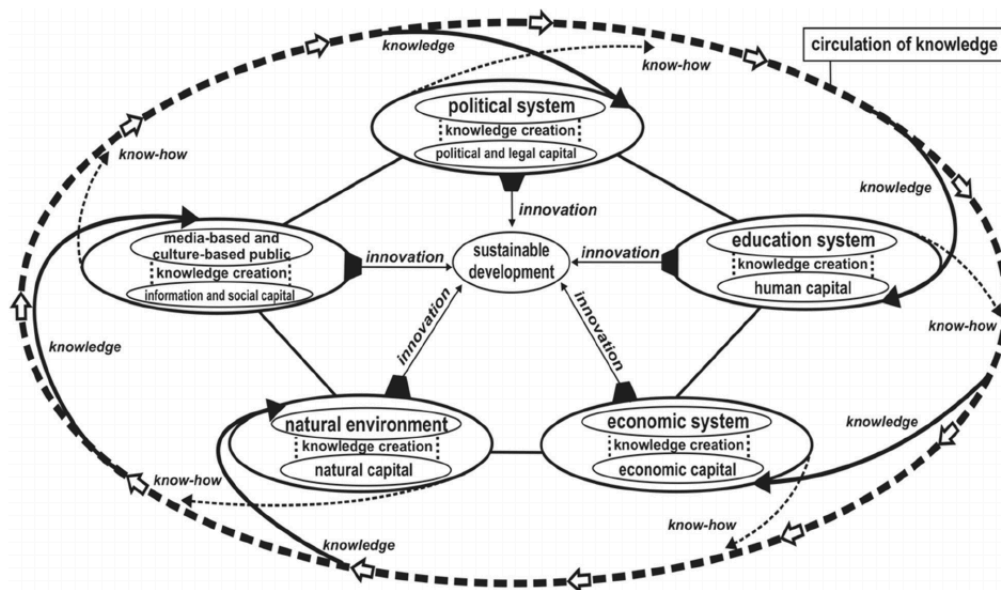 knowledge
know-how
circulation of knowledge
political system
knowledge creation
political and legal capital
know-how
knowledge
innovation
media-based and
culture-based public
knowledge creation
information and social capital
innovation
sustainable
development
innovation
education system
knowledge creation
human capital
know-how
knowledge
innovation
innovation
natural environment
knowledge creation
natural capital
economic system
knowledge creation
economic capital
knowledge
know-how
know-how
knowledge